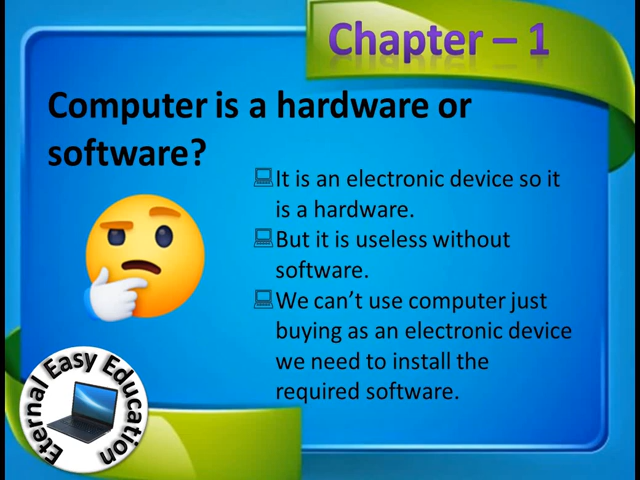 Chapter – 1
Computer is a hardware or
software?
It is an electronic device so it
is a hardware.
But it is useless without
software.
We can't use computer just
buying as an electronic device
we need to install the
required software.
Eternal Easy Education